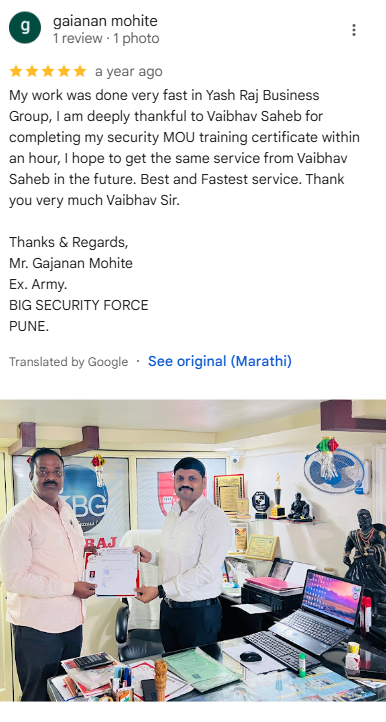 g
gaianan mohite
1 review · 1 photo
a year ago
My work was done very fast in Yash Raj Business
Group, I am deeply thankful to Vaibhav Saheb for
completing my security MOU training certificate within
an hour, I hope to get the same service from Vaibhav
Saheb in the future. Best and Fastest service. Thank
you very much Vaibhav Sir.
Thanks & Regards,
Mr. Gajanan Mohite
Ex. Army.
BIG SECURITY FORCE
PUNE.
Translated by Google · See original (Marathi)
BG
RAJ